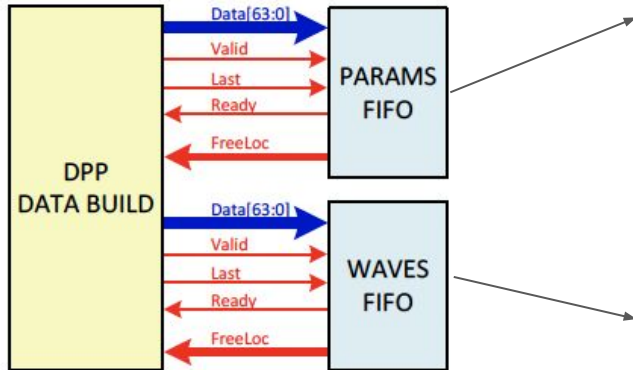 DPP
DATA BUILD
Data[63:0]
Valid
Last
Ready
FreeLoc
PARAMS
FIFO
Data[63:0]
Valid
Last
Ready
FreeLoc
WAVES
FIFO